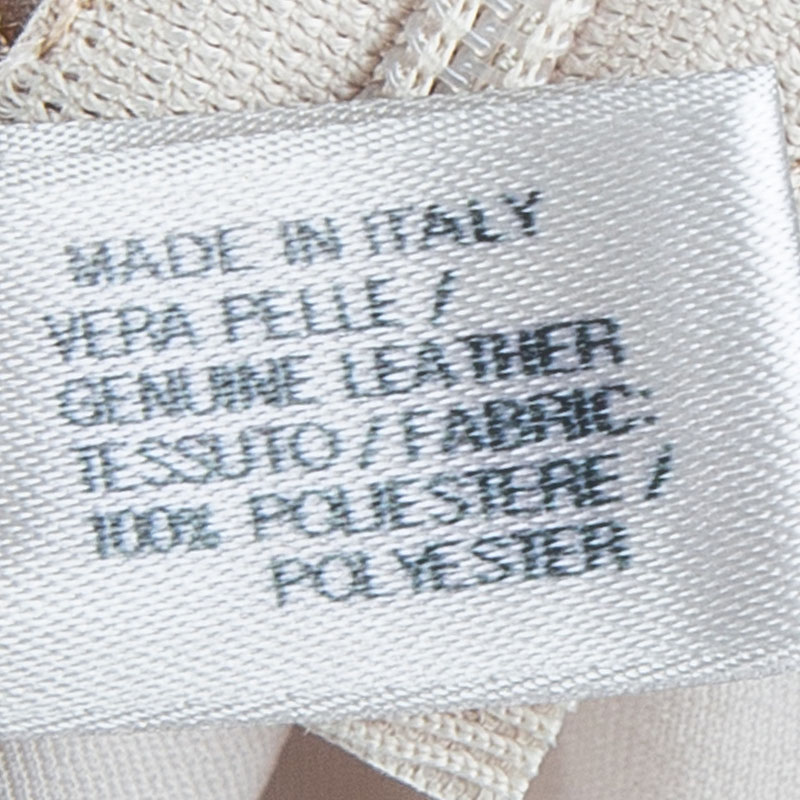 MADE IN ITALY
VERA PELLE /
GENUINE LEATHER
TESSUTO / FABRIC:
100% POLIESTERE /
POLYESTER